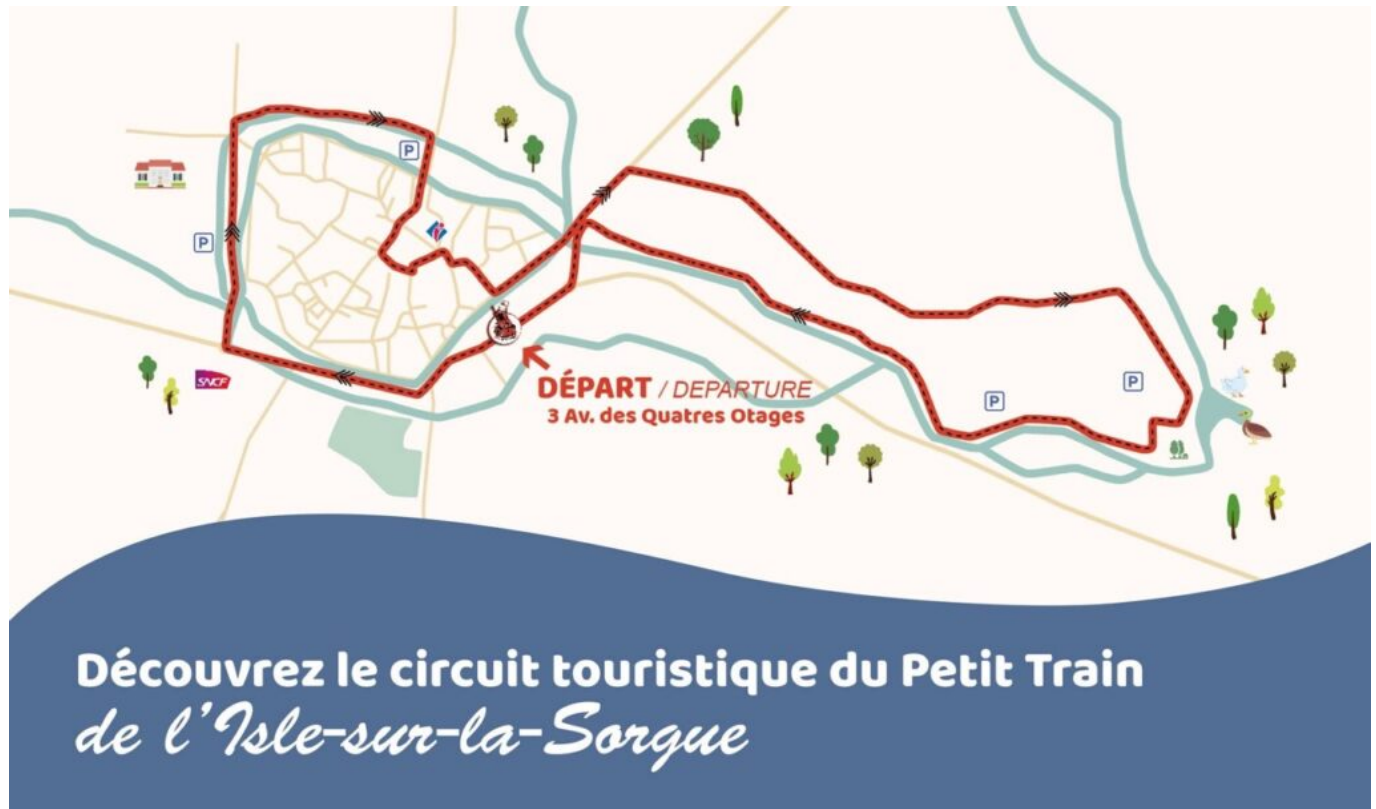 P
P
SNCF
DÉPART / DEPARTURE
3 Av. des Quatres Otages
P
P
Découvrez le circuit touristique du Petit Train
de l'Isle-sur-la-Sorgue